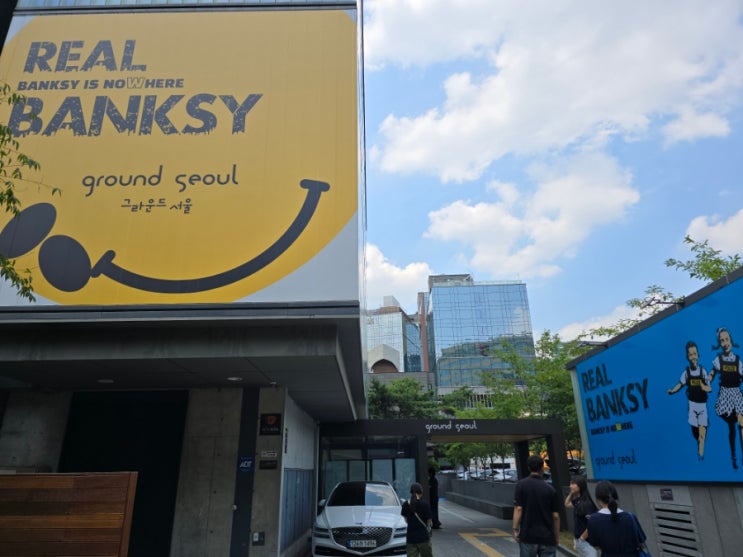 REAL
BANKSY IS NOWHERE
BANKSY
ground seoul
그라운드서울
ground seoul
REAL
BANKSY
BANKSY IS NOWHERE
ground seoul
ADT